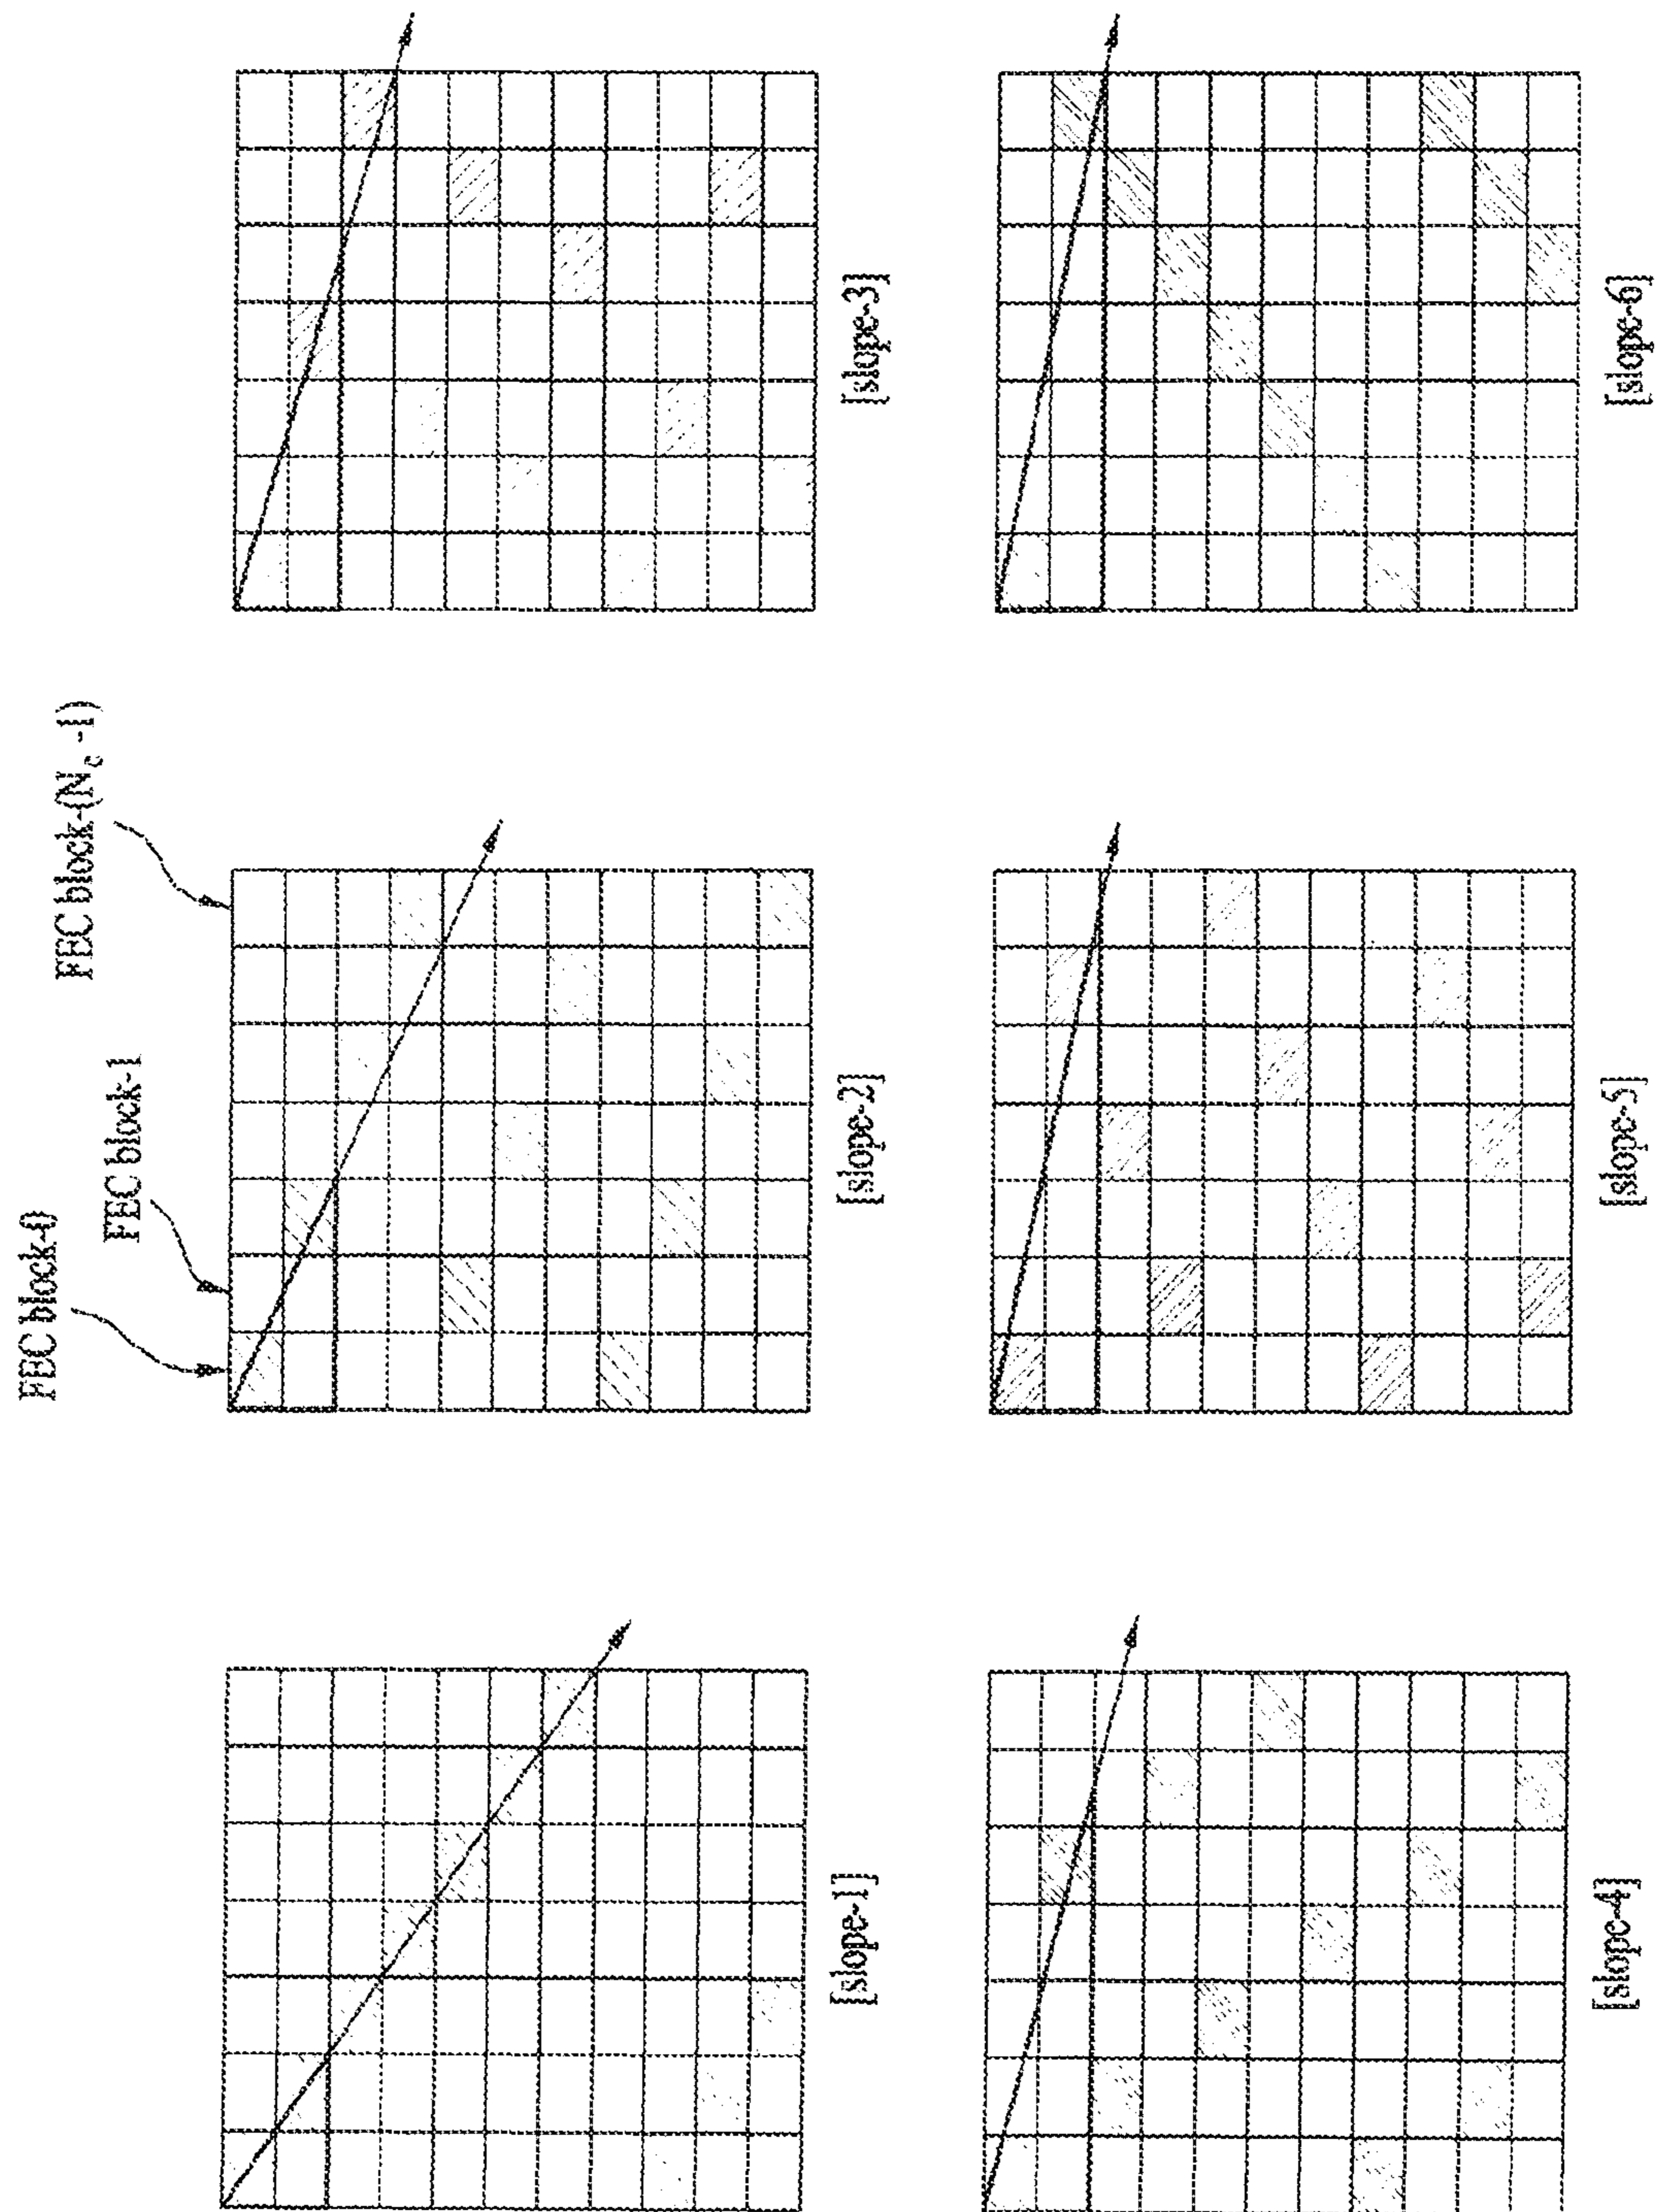 FEC block-0
FEC block-1
FEC block-(Nc -1)
[slope-1]
[slope-2]
[slope-3]
[slope-4]
[slope-5]
[slope-6]